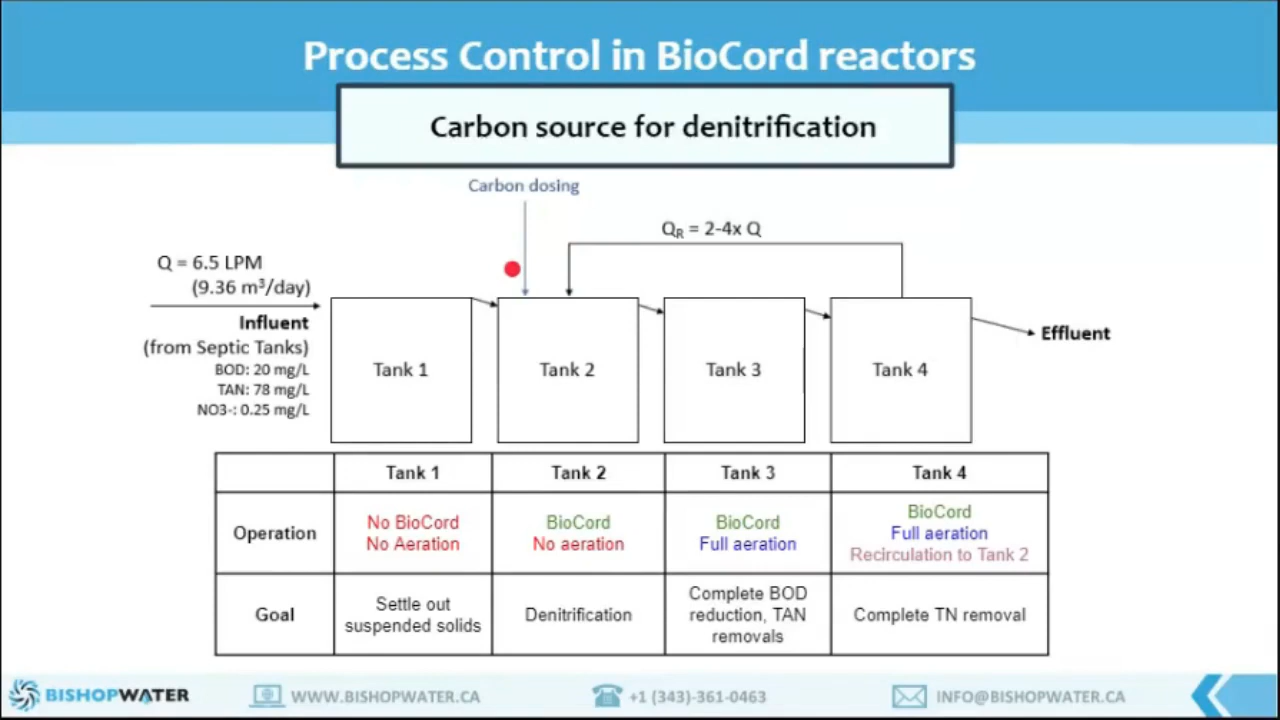 Process Control in BioCord reactors
Carbon source for denitrification
Carbon dosing
QR = 2-4x Q
Q = 6.5 LPM
(9.36 m³/day)
Influent
(from Septic Tanks)
BOD: 20 mg/L
TAN: 78 mg/L
NO3-: 0.25 mg/L
Tank 1
Tank 2
Tank 3
Tank 4
Effluent
Tank 1
Tank 2
Tank 3
Tank 4
Operation
No BioCord
No Aeration
BioCord
No aeration
BioCord
Full aeration
BioCord
Full aeration
Recirculation to Tank 2
Goal
Settle out
suspended solids
Denitrification
Complete BOD
reduction, TAN
removals
Complete TN removal
BISHOPWATER
WWW.BISHOPWATER.CA
+1 (343)-361-0463
INFO@BISHOPWATER.CA